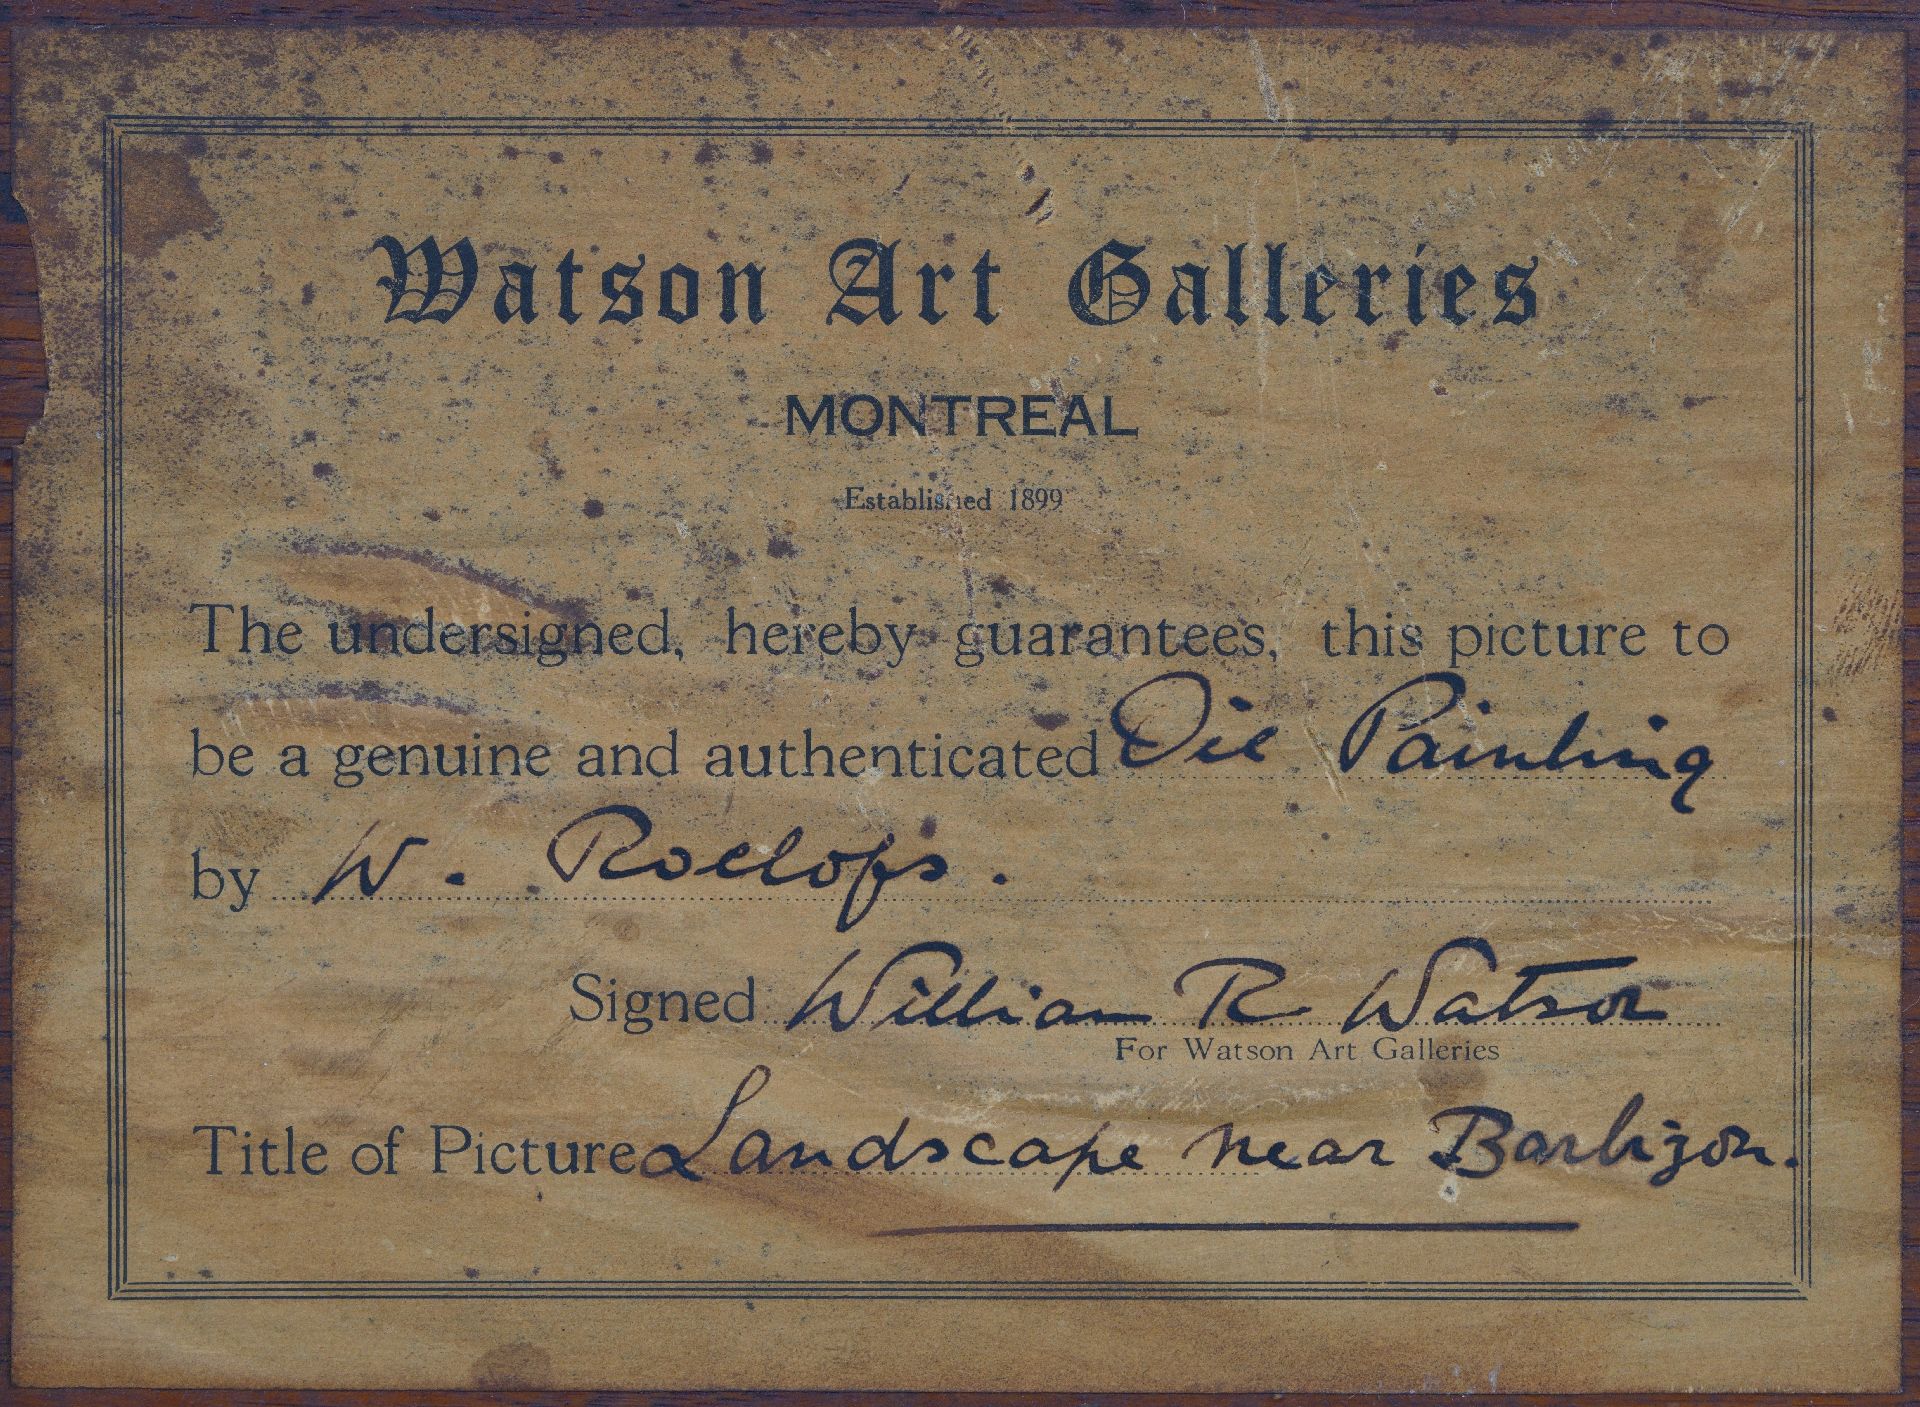 Watson Art Galleries
MONTREAL
Established 1899
The undersigned, hereby guarantees, this picture to
be a genuine and authenticated Oil Painting
by W. Roelofs.
Signed William R Watson
For Watson Art Galleries
Title of Picture Landscape near Barbizon.